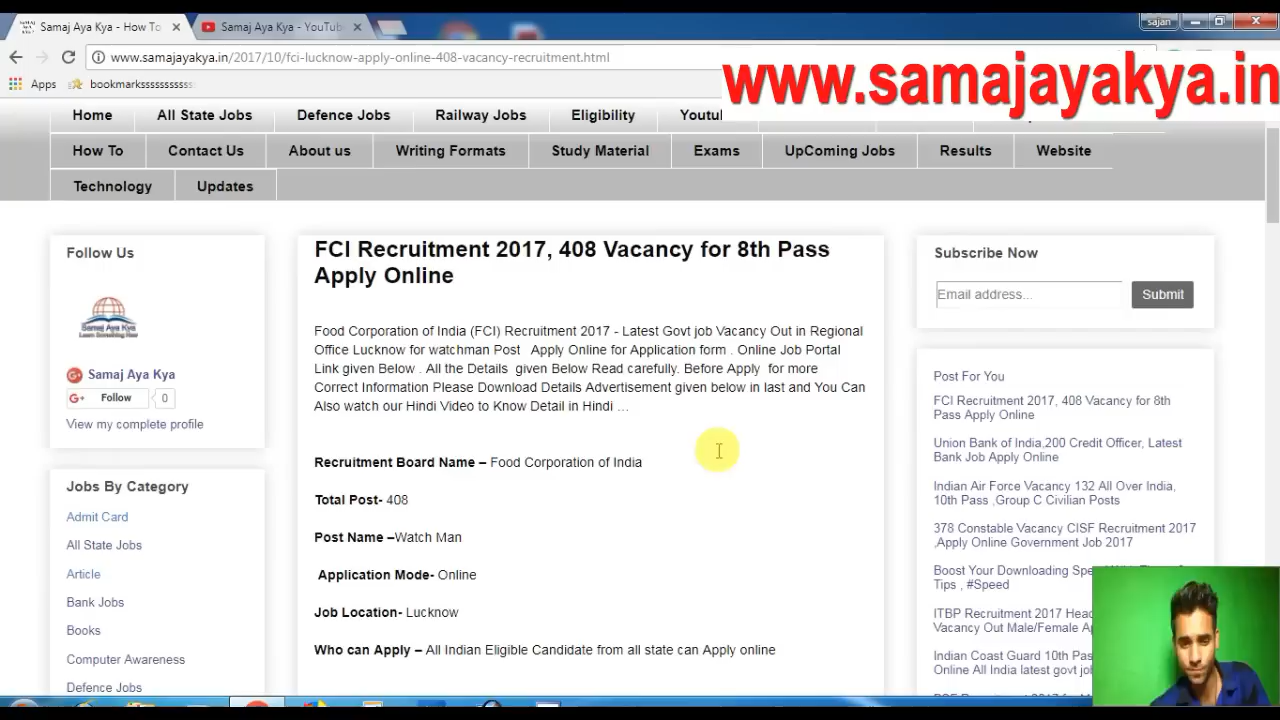 Samaj Aya Kya - How To
Samaj Aya Kya - YouTube
sajan
www.samajayakya.in/2017/10/fci-lucknow-apply-online-408-vacancy-recruitment.html
Apps
bookmarksssssssssss
www.samajayakya.in
Home
All State Jobs
Defence Jobs
Railway Jobs
Eligibility
How To
Contact Us
About us
Writing Formats
Study Material
Exams
UpComing Jobs
Results
Website
Technology
Updates
Follow Us
Samaj Aya Kya
Samaj Aya Kya
G+ Follow 0
View my complete profile
Jobs By Category
Admit Card
All State Jobs
Article
Bank Jobs
Books
Computer Awareness
Defence Jobs
FCI Recruitment 2017, 408 Vacancy for 8th Pass
Apply Online
Food Corporation of India (FCI) Recruitment 2017 - Latest Govt job Vacancy Out in Regional
Office Lucknow for watchman Post Apply Online for Application form . Online Job Portal
Link given Below . All the Details given Below Read carefully. Before Apply for more
Correct Information Please Download Details Advertisement given below in last and You Can
Also watch our Hindi Video to Know Detail in Hindi ...
Recruitment Board Name – Food Corporation of India
Total Post- 408
Post Name –Watch Man
Application Mode- Online
Job Location- Lucknow
Who can Apply – All Indian Eligible Candidate from all state can Apply online
Subscribe Now
Email address...
Submit
Post For You
FCI Recruitment 2017, 408 Vacancy for 8th
Pass Apply Online
Union Bank of India,200 Credit Officer, Latest
Bank Job Apply Online
Indian Air Force Vacancy 132 All Over India,
10th Pass ,Group C Civilian Posts
378 Constable Vacancy CISF Recruitment 2017
,Apply Online Government Job 2017
Boost Your Downloading
Tips , #Speed
ITBP Recruitment 2017
Vacancy Out Male/Female
Indian Coast Guard 10th
Online All India latest govt